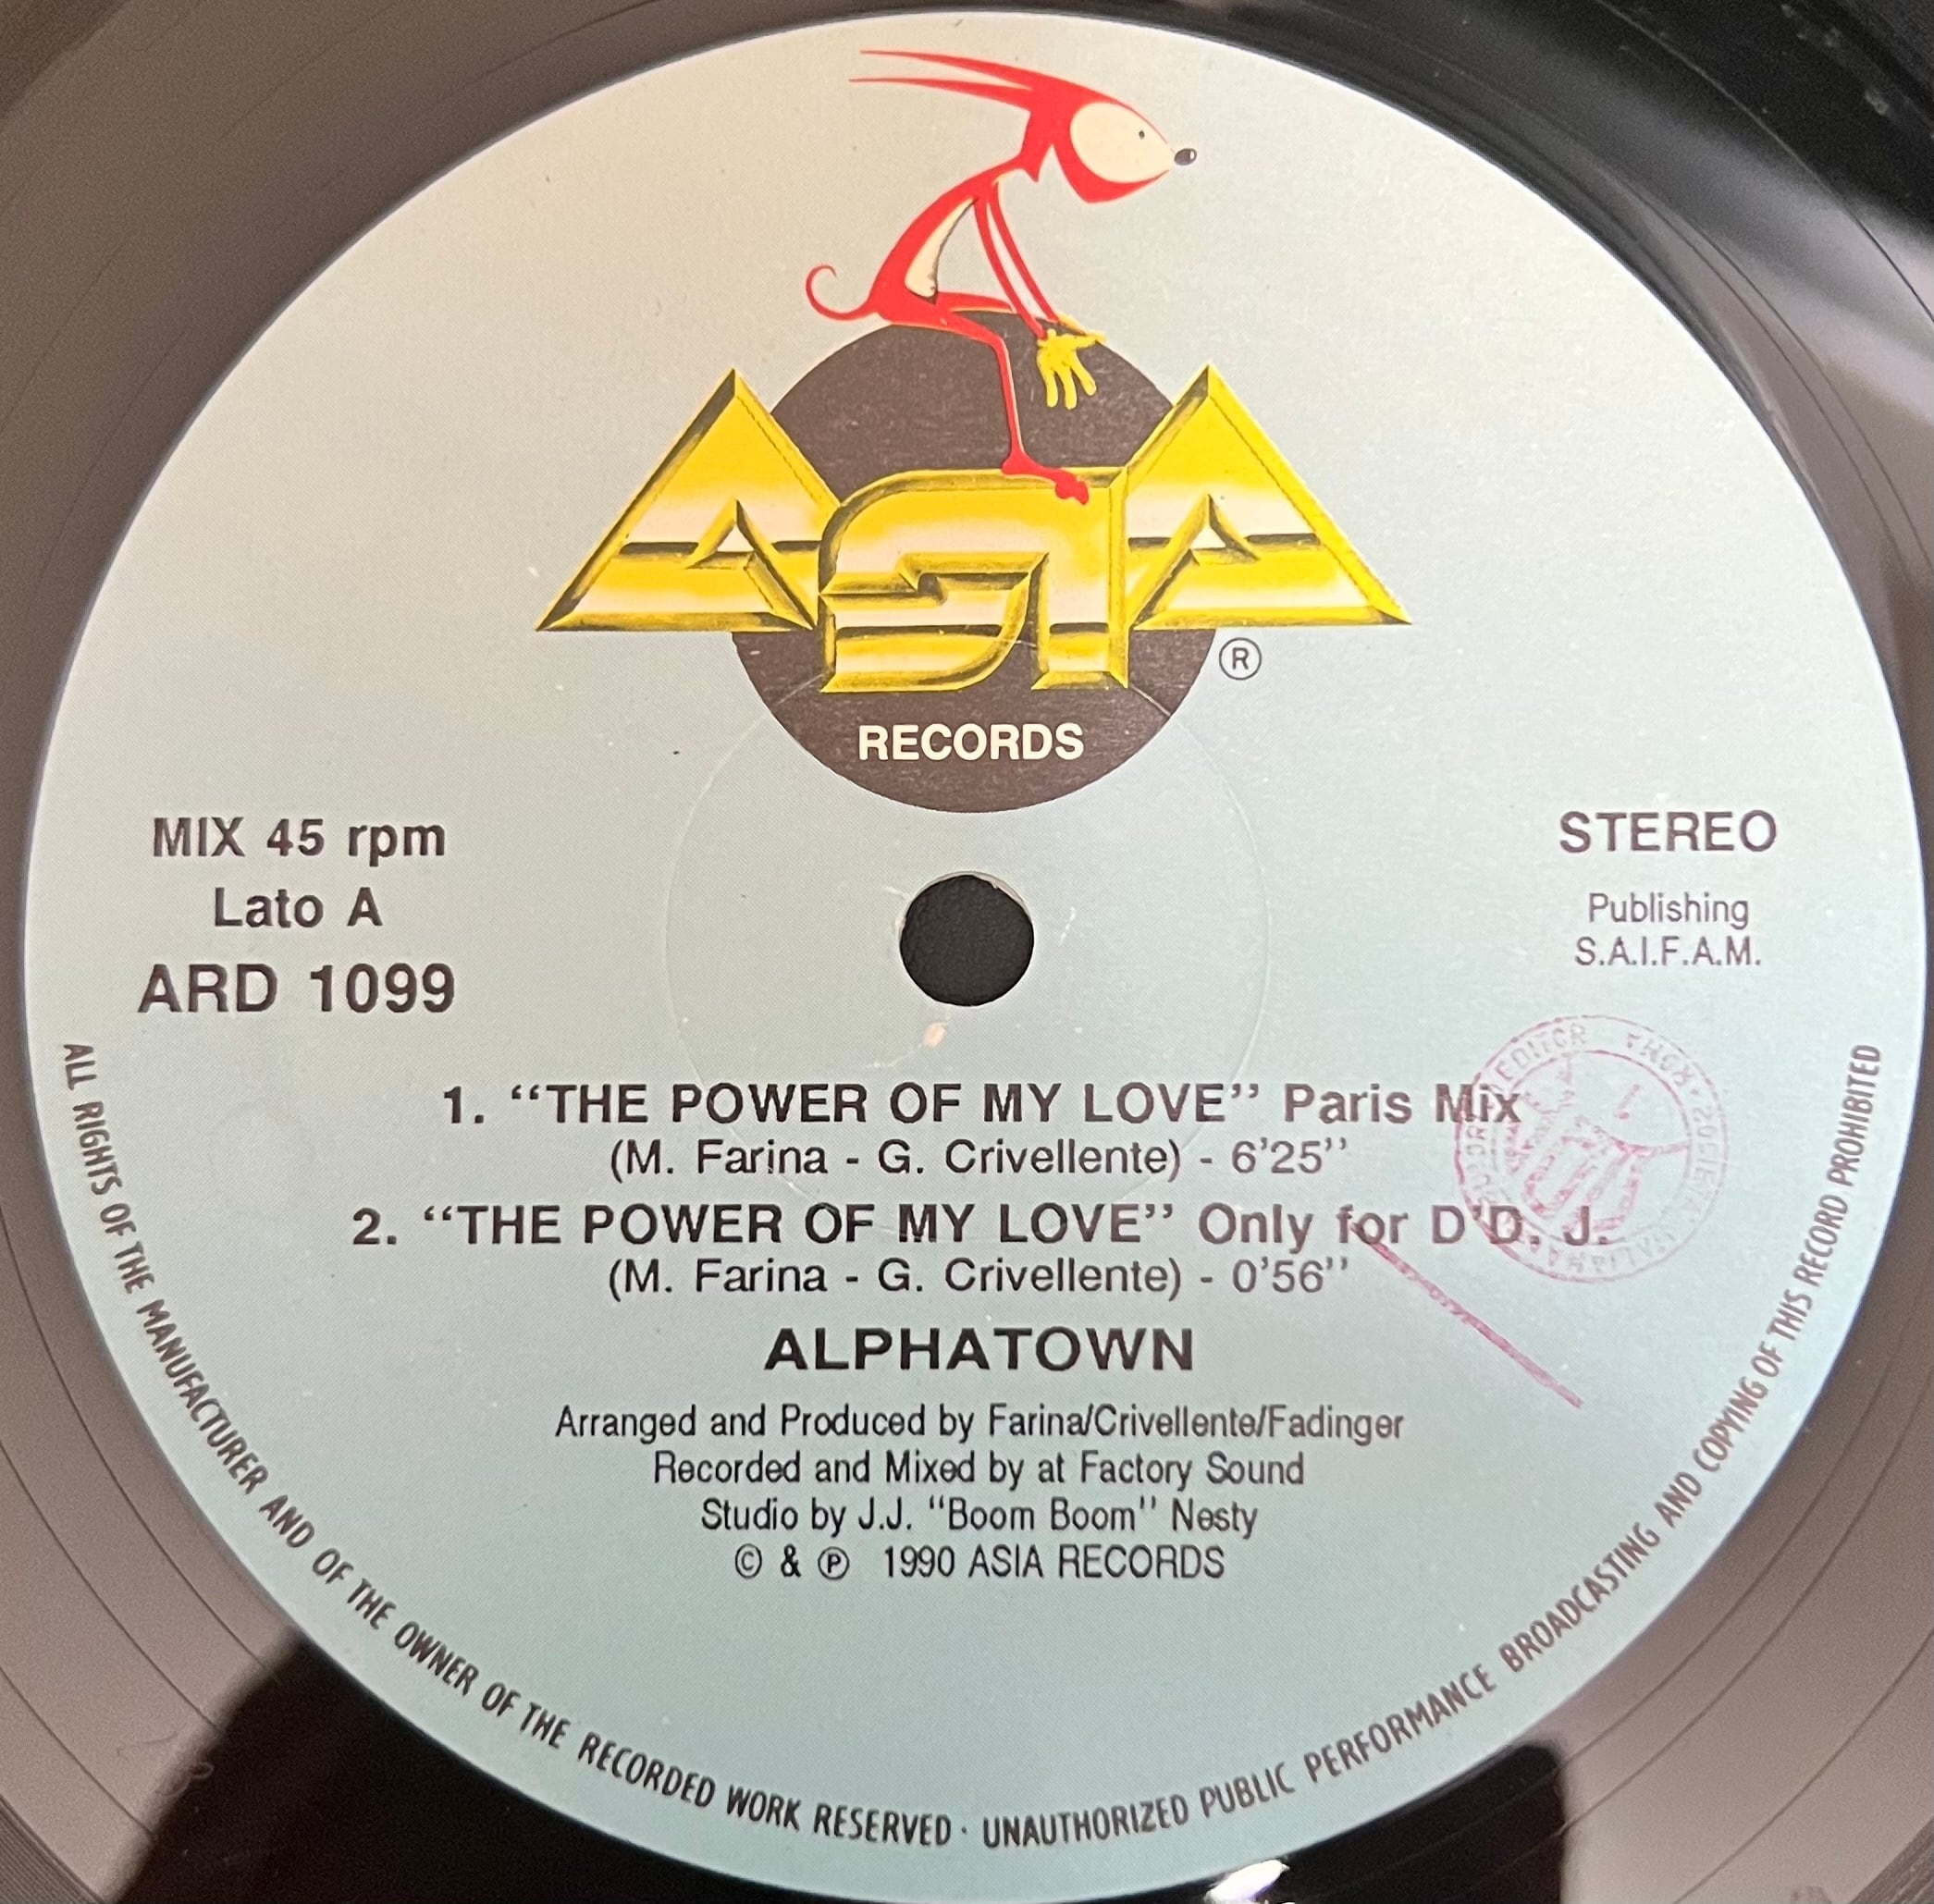 ASIA
®
RECORDS
MIX 45 rpm
Lato A
ARD 1099
STEREO
Publishing
S.A.I.F.A.M.
1. “THE POWER OF MY LOVE” Paris Mix
(M. Farina - G. Crivellente) - 6’25”
2. “THE POWER OF MY LOVE” Only for D’D. J.
(M. Farina - G. Crivellente) - 0’56”
ALPHATOWN
Arranged and Produced by Farina/Crivellente/Fadinger
Recorded and Mixed by at Factory Sound
Studio by J.J. “Boom Boom” Nesty
© & ℗ 1990 ASIA RECORDS
ALL RIGHTS OF THE MANUFACTURER AND OF THE OWNER OF THE RECORDED WORK RESERVED · UNAUTHORIZED PUBLIC PERFORMANCE BROADCASTING AND COPYING OF THIS RECORD PROHIBITED